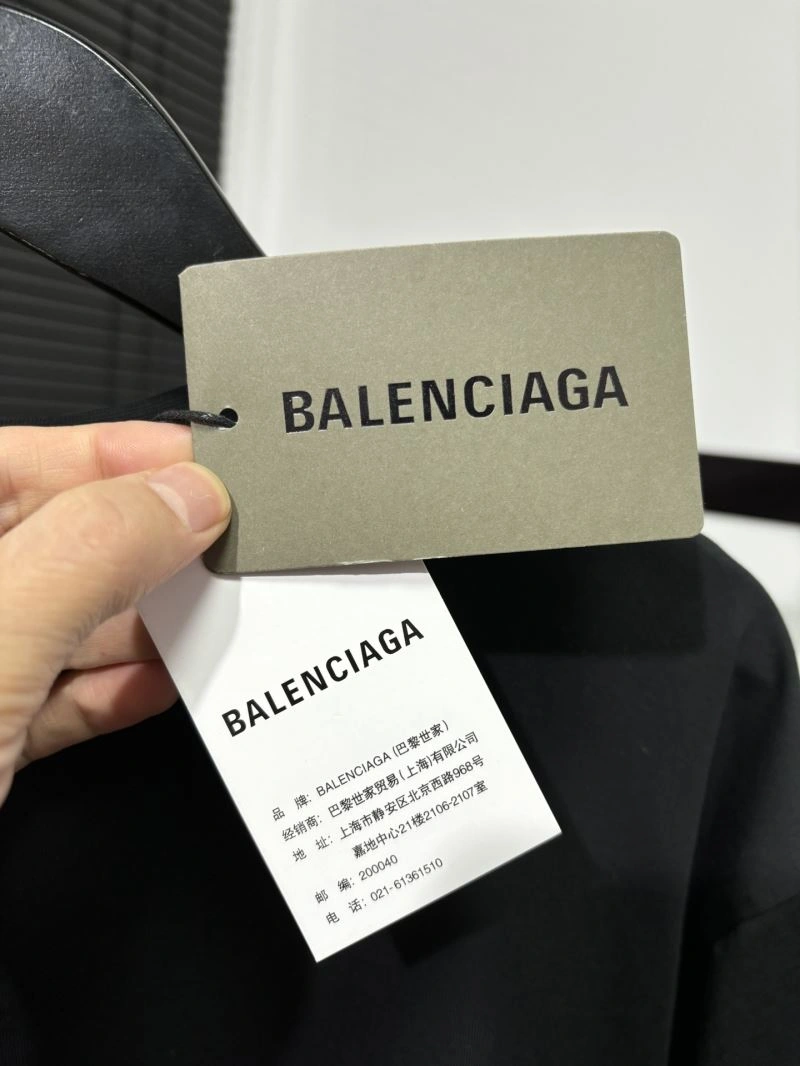 BALENCIAGA
BALENCIAGA
品 牌: BALENCIAGA (巴黎世家)
经销商: 巴黎世家贸易(上海)有限公司
地 址: 上海市静安区北京西路968号
嘉地中心21楼2106-2107室
邮 编: 200040
电 话: 021-61361510